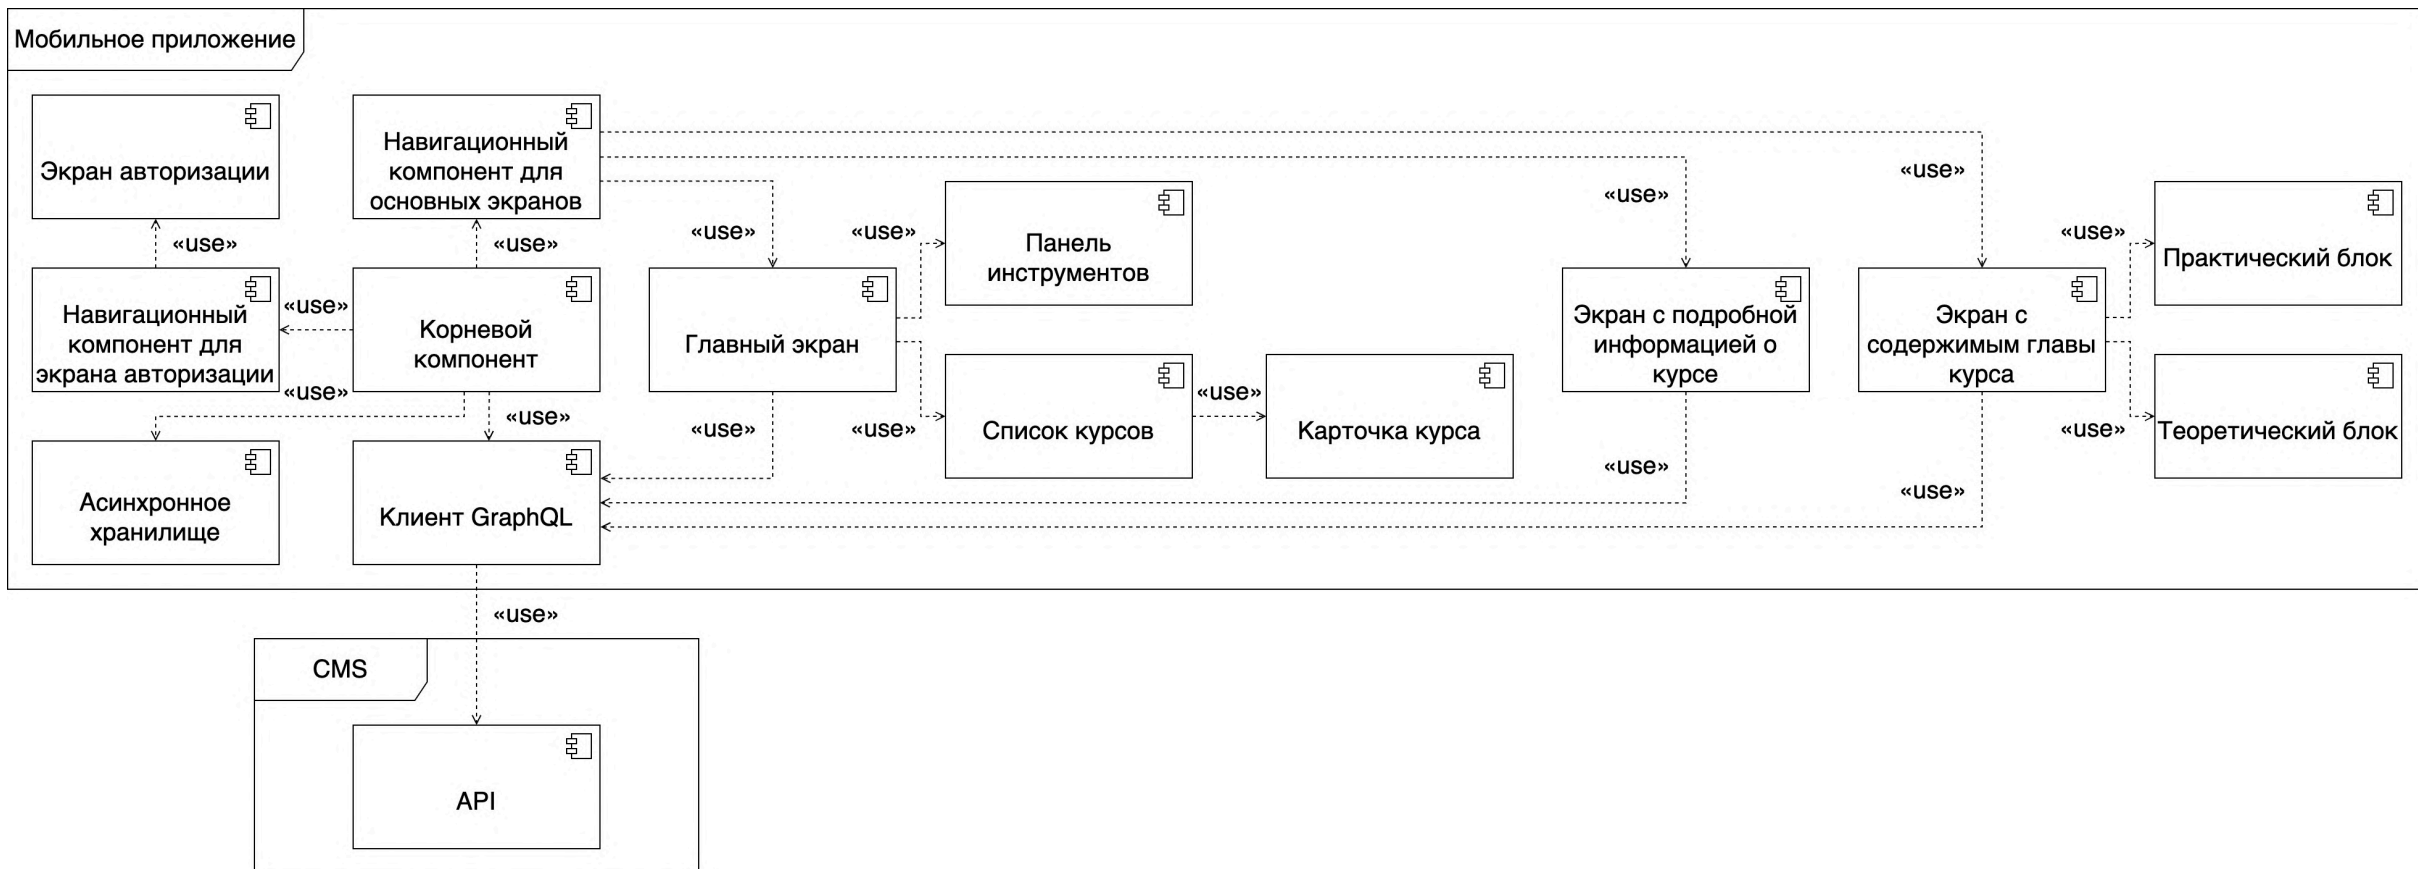 Мобильное приложение
Экран авторизации
Навигационный
компонент для
основных экранов
«use»
«use»
«use»
«use»
«use»
«use»
Панель
инструментов
«use»
Практический блок
Навигационный
компонент для
экрана авторизации
«use»
Корневой
компонент
Главный экран
Экран с подробной
информацией о
курсе
Экран с
содержимым главы
курса
«use»
«use»
«use»
«use»
Список курсов
«use»
Карточка курса
«use»
«use»
«use»
Теоретический блок
Асинхронное
хранилище
Клиент GraphQL
«use»
CMS
API